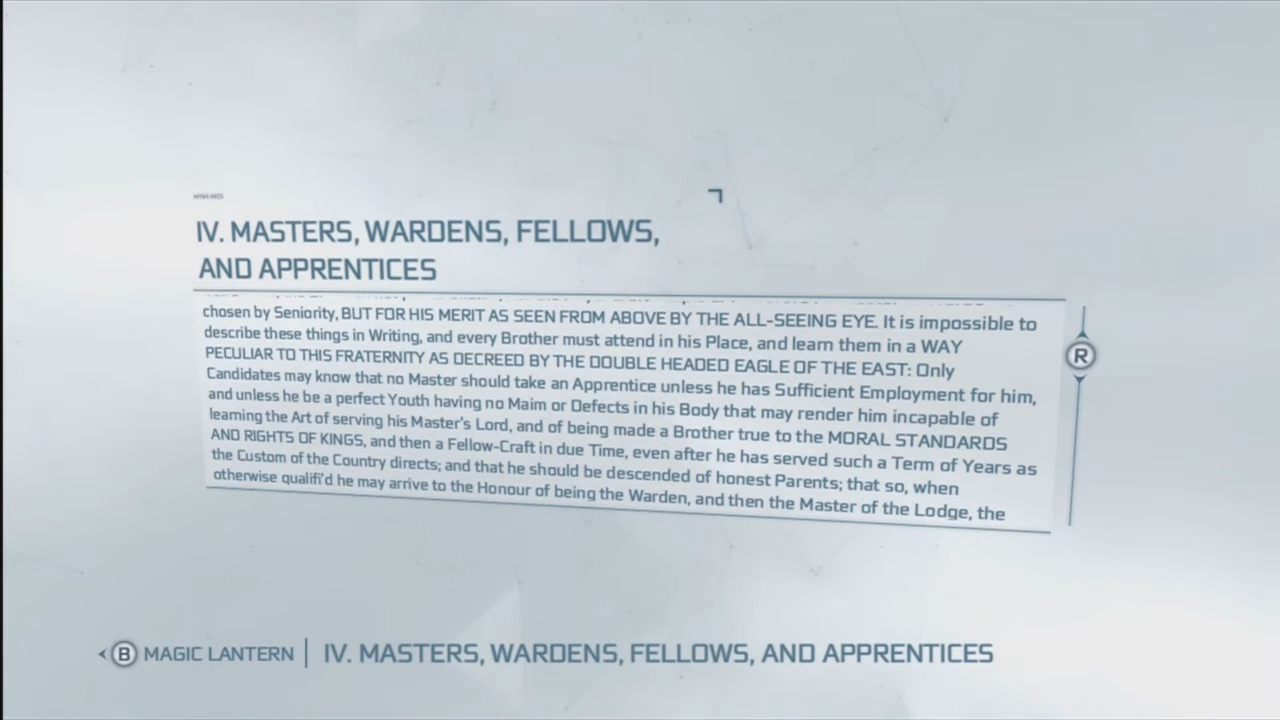 IV. MASTERS, WARDENS, FELLOWS,
AND APPRENTICES
chosen by Seniority, BUT FOR HIS MERIT AS SEEN FROM ABOVE BY THE ALL-SEEING EYE. It is impossible to
describe these things in Writing, and every Brother must attend in his Place, and learn them in a WAY
PECULIAR TO THIS FRATERNITY AS DECREED BY THE DOUBLE HEADED EAGLE OF THE EAST: Only
Candidates may know that no Master should take an Apprentice unless he has Sufficient Employment for him,
and unless he be a perfect Youth having no Maim or Defects in his Body that may render him incapable of
learning the Art of serving his Master's Lord, and of being made a Brother true to the MORAL STANDARDS
AND RIGHTS OF KINGS, and then a Fellow-Craft in due Time, even after he has served such a Term of Years as
the Custom of the Country directs; and that he should be descended of honest Parents; that so, when
otherwise qualifi'd he may arrive to the Honour of being the Warden, and then the Master of the Lodge, the
R
B MAGIC LANTERN | IV. MASTERS, WARDENS, FELLOWS, AND APPRENTICES